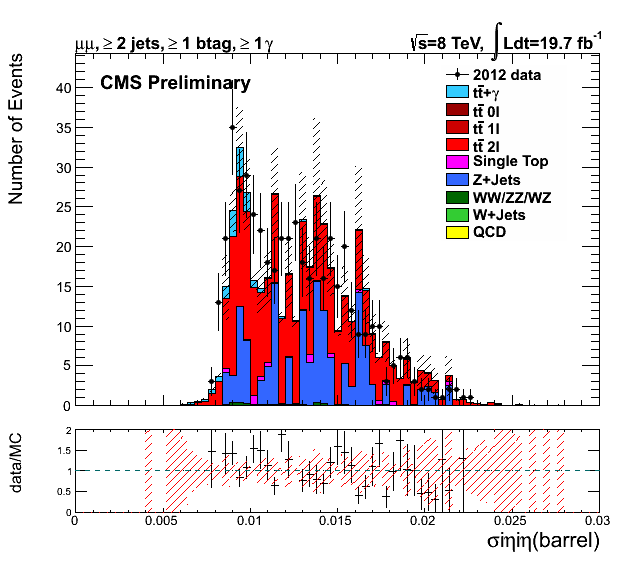 μμ, ≥ 2 jets, ≥ 1 btag, ≥ 1γ
√s=8 TeV, ∫ Ldt=19.7 fb⁻¹
CMS Preliminary
2012 data
tt̄+γ
tt̄ 0l
tt̄ 1l
tt̄ 2l
Single Top
Z+Jets
WW/ZZ/WZ
W+Jets
QCD
Number of Events
40
35
30
25
20
15
10
5
0
data/MC
2
1.5
1
0.5
0
0 0.005 0.01 0.015 0.02 0.025 0.03
σiηiη(barrel)